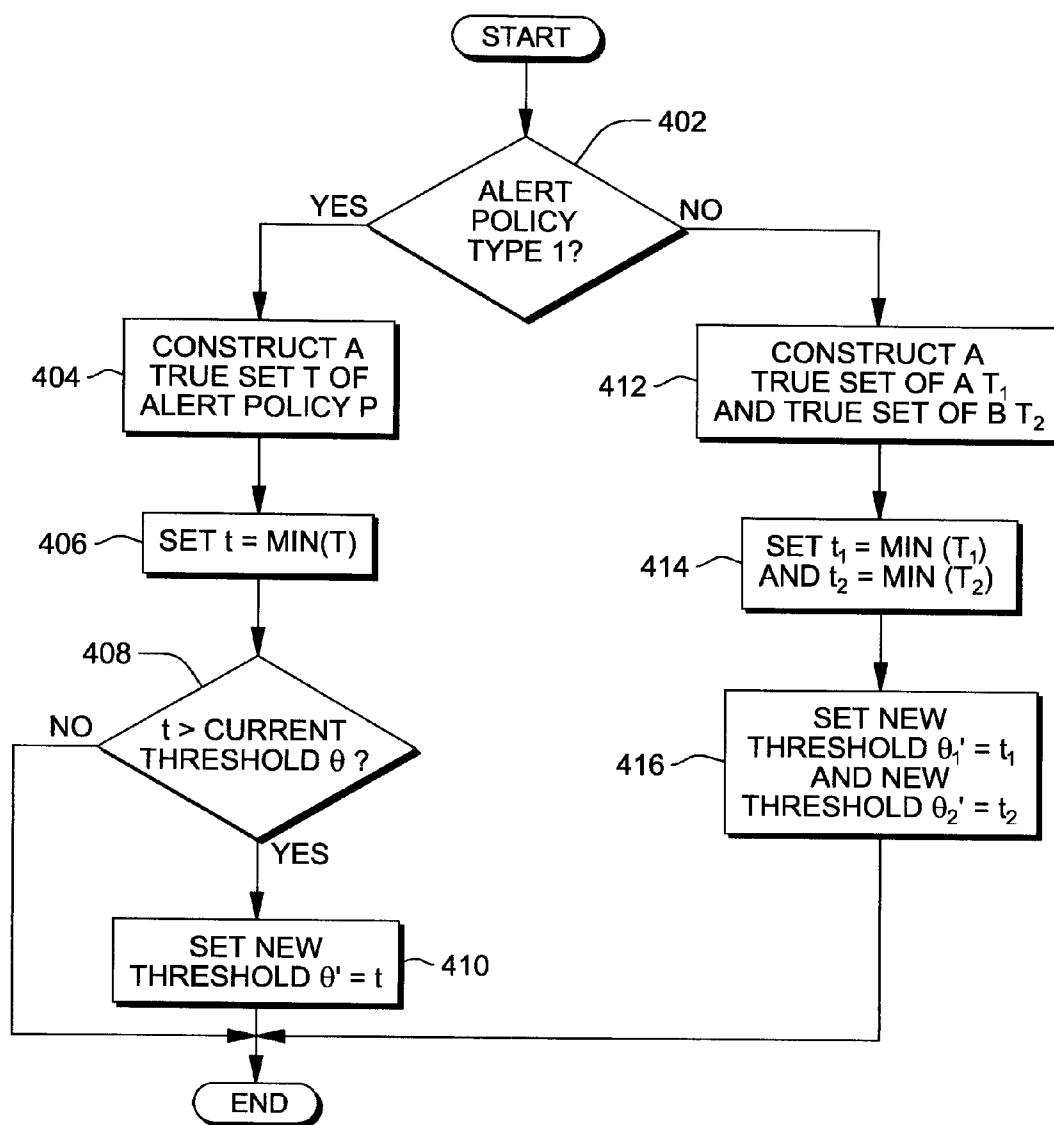 START
402
ALERT
POLICY
TYPE 1?
YES
NO
404
CONSTRUCT A
TRUE SET T OF
ALERT POLICY P
412
CONSTRUCT A
TRUE SET OF A T₁
AND TRUE SET OF B T₂
406
SET t = MIN(T)
414
SET t₁ = MIN (T₁)
AND t₂ = MIN (T₂)
408
NO
t > CURRENT
THRESHOLD θ ?
YES
416
SET NEW
THRESHOLD θ₁' = t₁
AND NEW
THRESHOLD θ₂' = t₂
SET NEW
THRESHOLD θ' = t
410
END